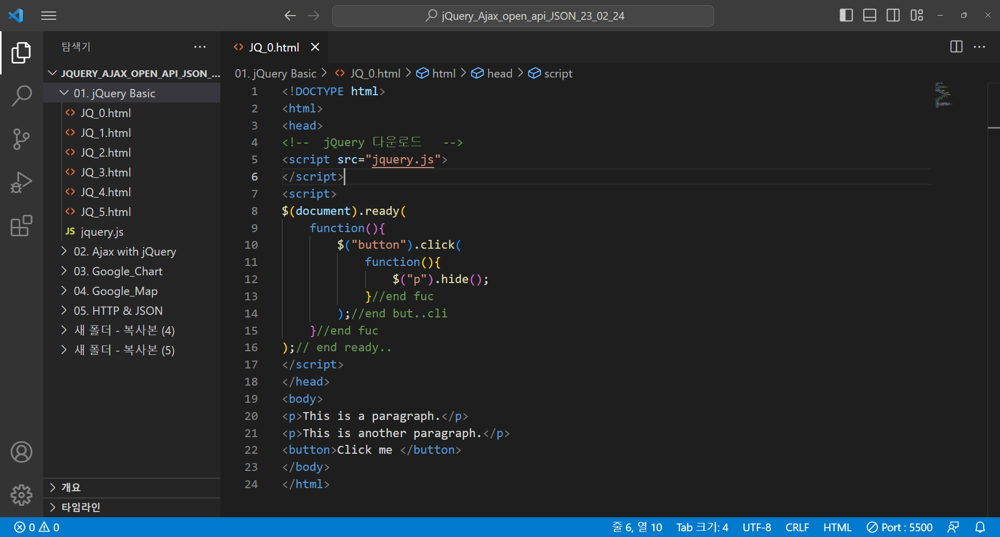 jQuery_Ajax_open_api_JSON_23_02_24
탐색기
JQUERY_AJAX_OPEN_API_JSON_...
01. jQuery Basic
JQ_0.html
JQ_1.html
JQ_2.html
JQ_3.html
JQ_4.html
JQ_5.html
JS jquery.js
02. Ajax with jQuery
03. Google_Chart
04. Google_Map
05. HTTP & JSON
새 폴더 - 복사본 (4)
새 폴더 - 복사본 (5)
개요
타임라인
JQ_0.html
01. jQuery Basic > JQ_0.html > html > head > script
1 <!DOCTYPE html>
2 <html>
3 <head>
4 <!--  jQuery 다운로드   -->
5 <script src="jquery.js">
6 </script>
7 <script>
8 $(document).ready(
9     function(){
10         $("button").click(
11             function(){
12                 $("p").hide();
13             }//end fuc
14         );//end but..cli
15     }//end fuc
16 );// end ready..
17 </script>
18 </head>
19 <body>
20 <p>This is a paragraph.</p>
21 <p>This is another paragraph.</p>
22 <button>Click me </button>
23 </body>
24 </html>
0 0 줄 6, 열 10 Tab 크기: 4 UTF-8 CRLF HTML Port : 5500